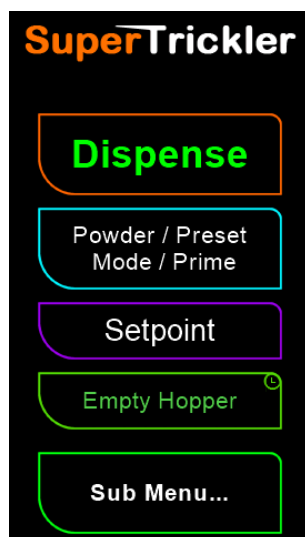 SuperTrickler
Dispense
Powder / Preset
Mode / Prime
Setpoint
Empty Hopper
Sub Menu...